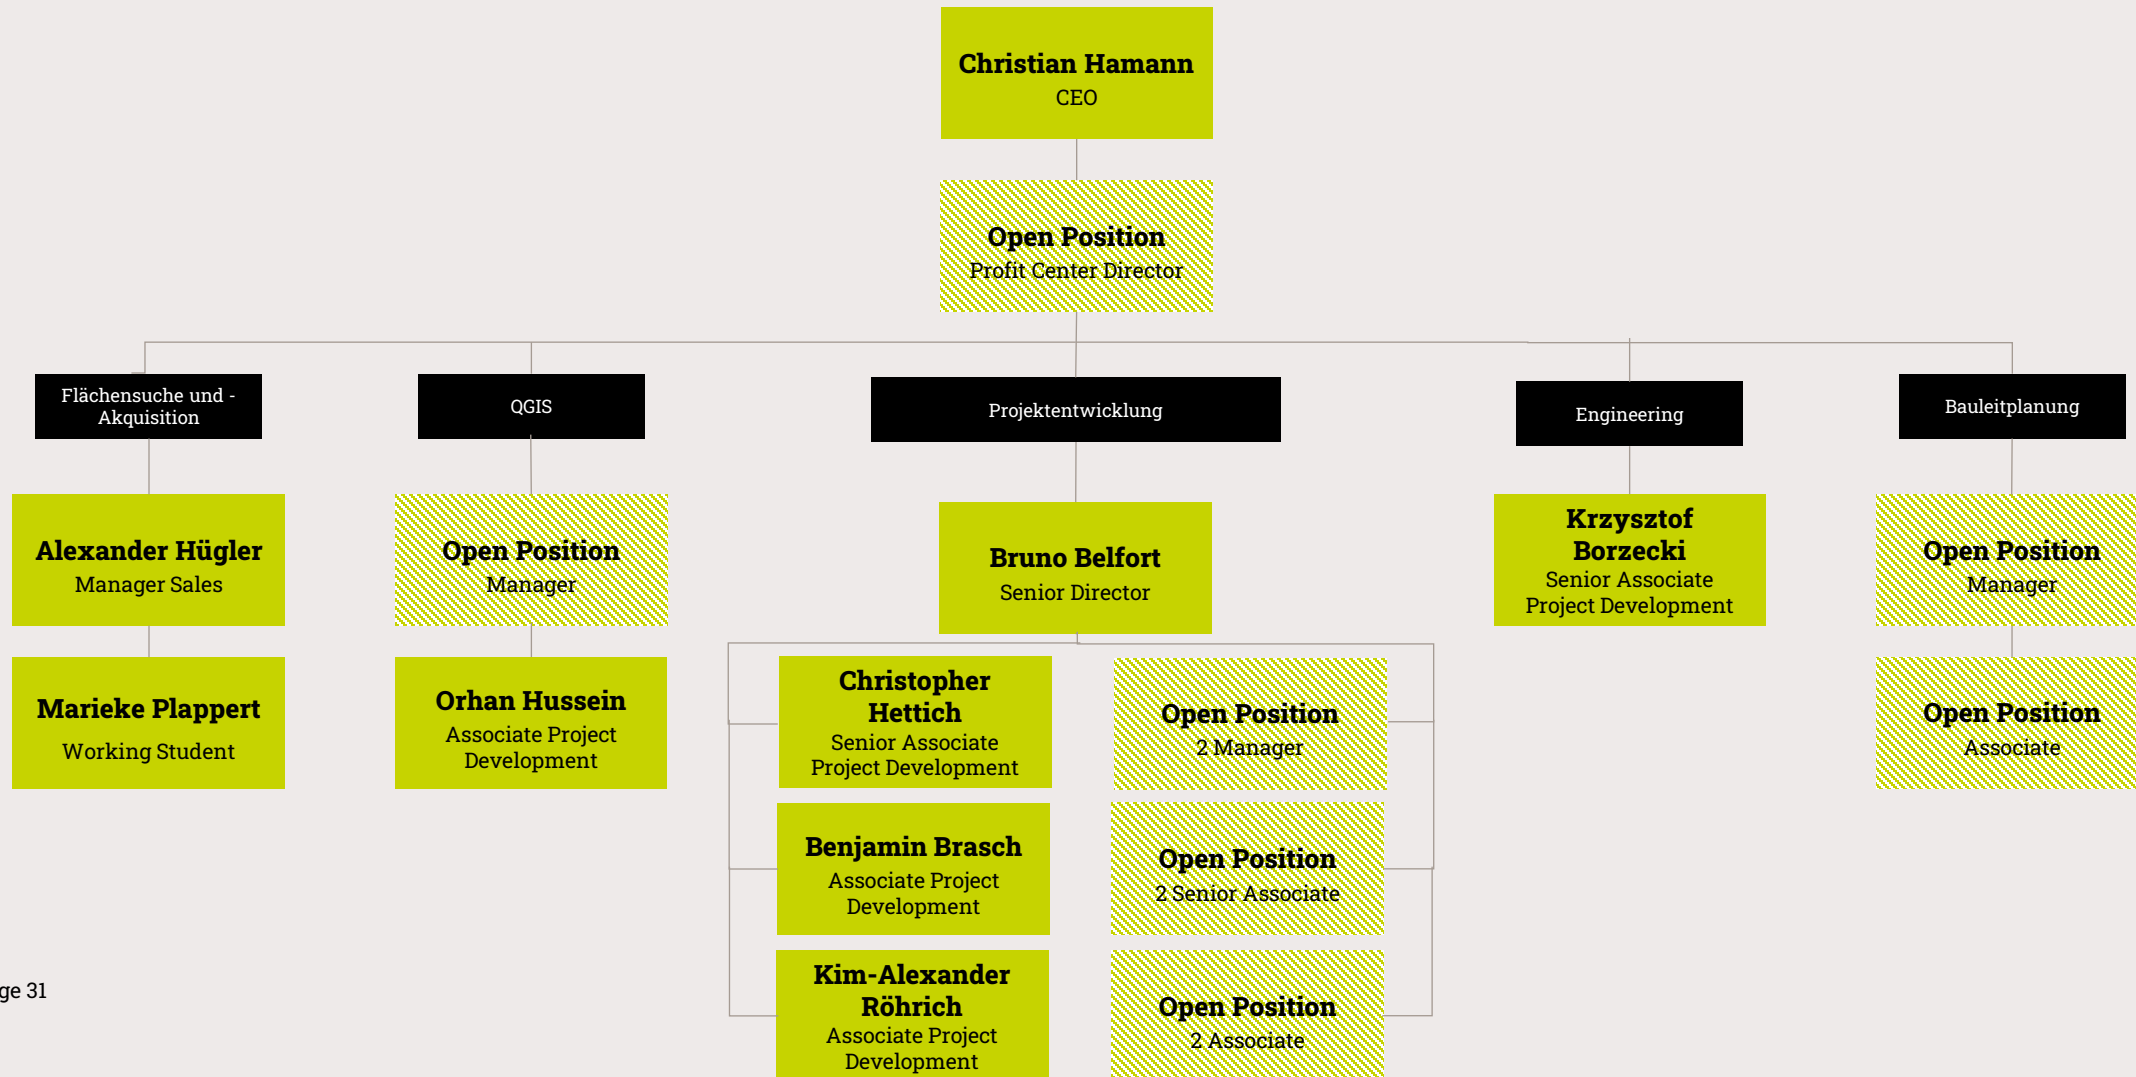 Christian Hamann
CEO
Open Position
Profit Center Director
Flächensuche und -
Akquisition
QGIS
Projektentwicklung
Engineering
Bauleitplanung
Alexander Hügler
Manager Sales
Open Position
Manager
Bruno Belfort
Senior Director
Krzysztof
Borzecki
Senior Associate
Project Development
Open Position
Manager
Marieke Plappert
Working Student
Orhan Hussein
Associate Project
Development
Christopher
Hettich
Senior Associate
Project Development
Open Position
2 Manager
Open Position
Associate
Benjamin Brasch
Associate Project
Development
Open Position
2 Senior Associate
Kim-Alexander
Röhrich
Associate Project
Development
Open Position
2 Associate
ge 31